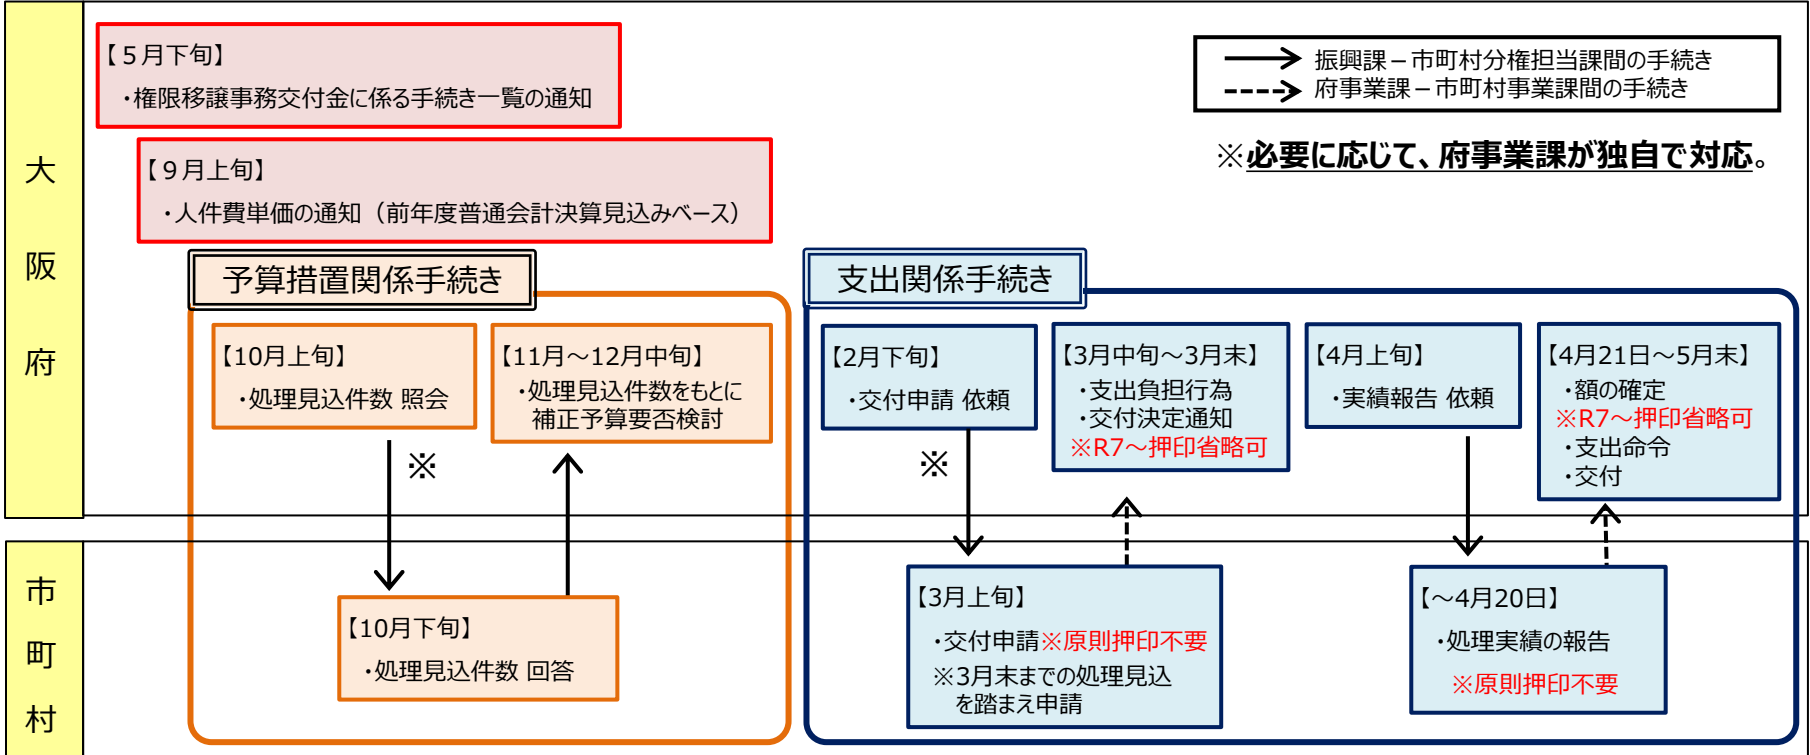 大阪府
【５月下旬】
・権限移譲事務交付金に係る手続き一覧の通知
振興課－市町村分権担当課間の手続き
府事業課－市町村事業課間の手続き
※必要に応じて、府事業課が独自で対応。
【９月上旬】
・人件費単価の通知（前年度普通会計決算見込みベース）
予算措置関係手続き
【10月上旬】
・処理見込件数 照会
※
【11月～12月中旬】
・処理見込件数をもとに
補正予算要否検討
支出関係手続き
【2月下旬】
・交付申請 依頼
※
【3月中旬～3月末】
・支出負担行為
・交付決定通知
※R7～押印省略可
【4月上旬】
・実績報告 依頼
【4月21日～5月末】
・額の確定
※R7～押印省略可
・支出命令
・交付
市町村
【10月下旬】
・処理見込件数 回答
【3月上旬】
・交付申請※原則押印不要
※3月末までの処理見込
を踏まえ申請
【～4月20日】
・処理実績の報告
※原則押印不要